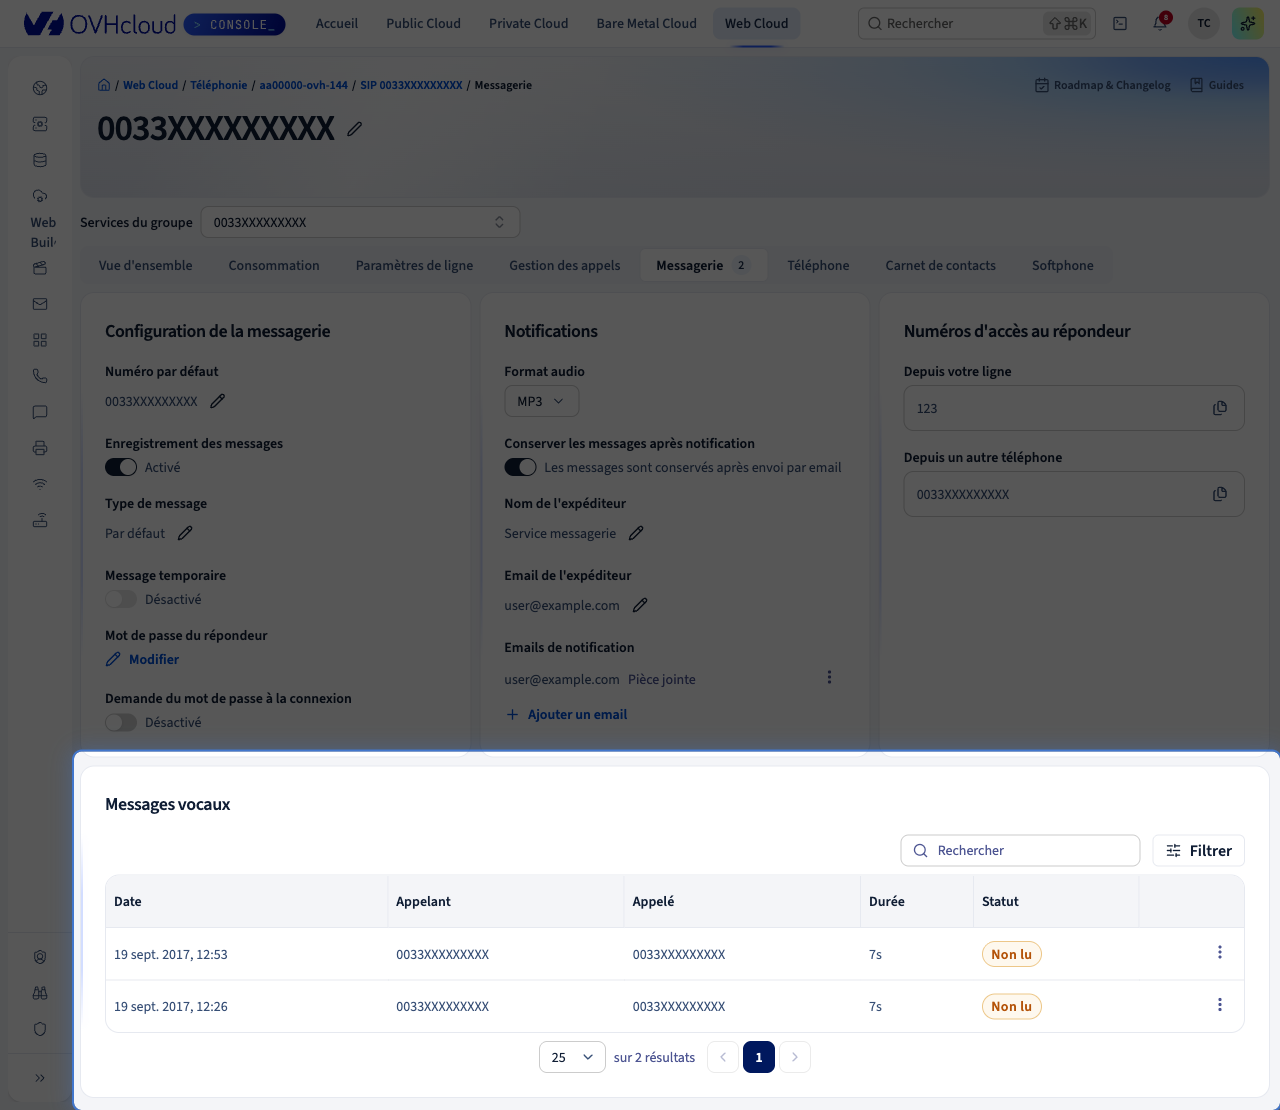 OVHcloud > CONSOLE_ Accueil Public Cloud Private Cloud Bare Metal Cloud Web Cloud Rechercher ⇧⌘K 8 TC
/ Web Cloud / Téléphonie / aa00000-ovh-144 / SIP 0033XXXXXXXXX / Messagerie Roadmap & Changelog Guides
0033XXXXXXXXX
Web
Services du groupe 0033XXXXXXXXX
Vue d'ensemble Consommation Paramètres de ligne Gestion des appels Messagerie 2 Téléphone Carnet de contacts Softphone
Configuration de la messagerie
Numéro par défaut
0033XXXXXXXXX
Enregistrement des messages
Activé
Type de message
Par défaut
Message temporaire
Désactivé
Mot de passe du répondeur
Modifier
Demande du mot de passe à la connexion
Désactivé
Notifications
Format audio
MP3
Conserver les messages après notification
Les messages sont conservés après envoi par email
Nom de l'expéditeur
Service messagerie
Email de l'expéditeur
user@example.com
Emails de notification
user@example.com Pièce jointe
+ Ajouter un email
Numéros d'accès au répondeur
Depuis votre ligne
123
Depuis un autre téléphone
0033XXXXXXXXX
Messages vocaux
Rechercher Filtrer
Date Appelant Appelé Durée Statut
19 sept. 2017, 12:53 0033XXXXXXXXX 0033XXXXXXXXX 7s Non lu
19 sept. 2017, 12:26 0033XXXXXXXXX 0033XXXXXXXXX 7s Non lu
25 sur 2 résultats 1